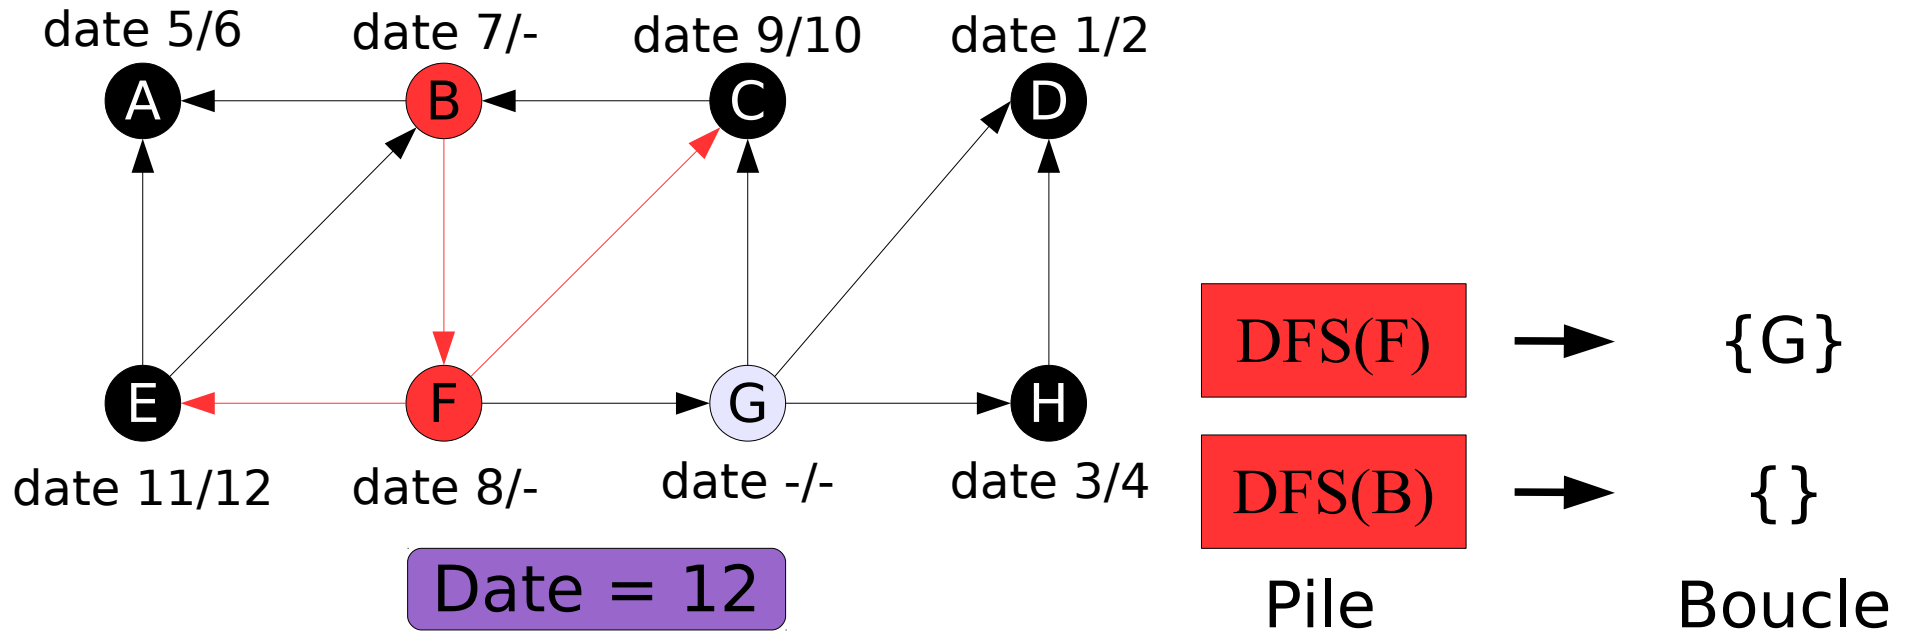 date 5/6
date 7/-
date 9/10
date 1/2
A
B
C
D
DFS(F)
{G}
E
F
G
H
date 11/12
date 8/-
date -/-
date 3/4
DFS(B)
{}
Date = 12
Pile
Boucle